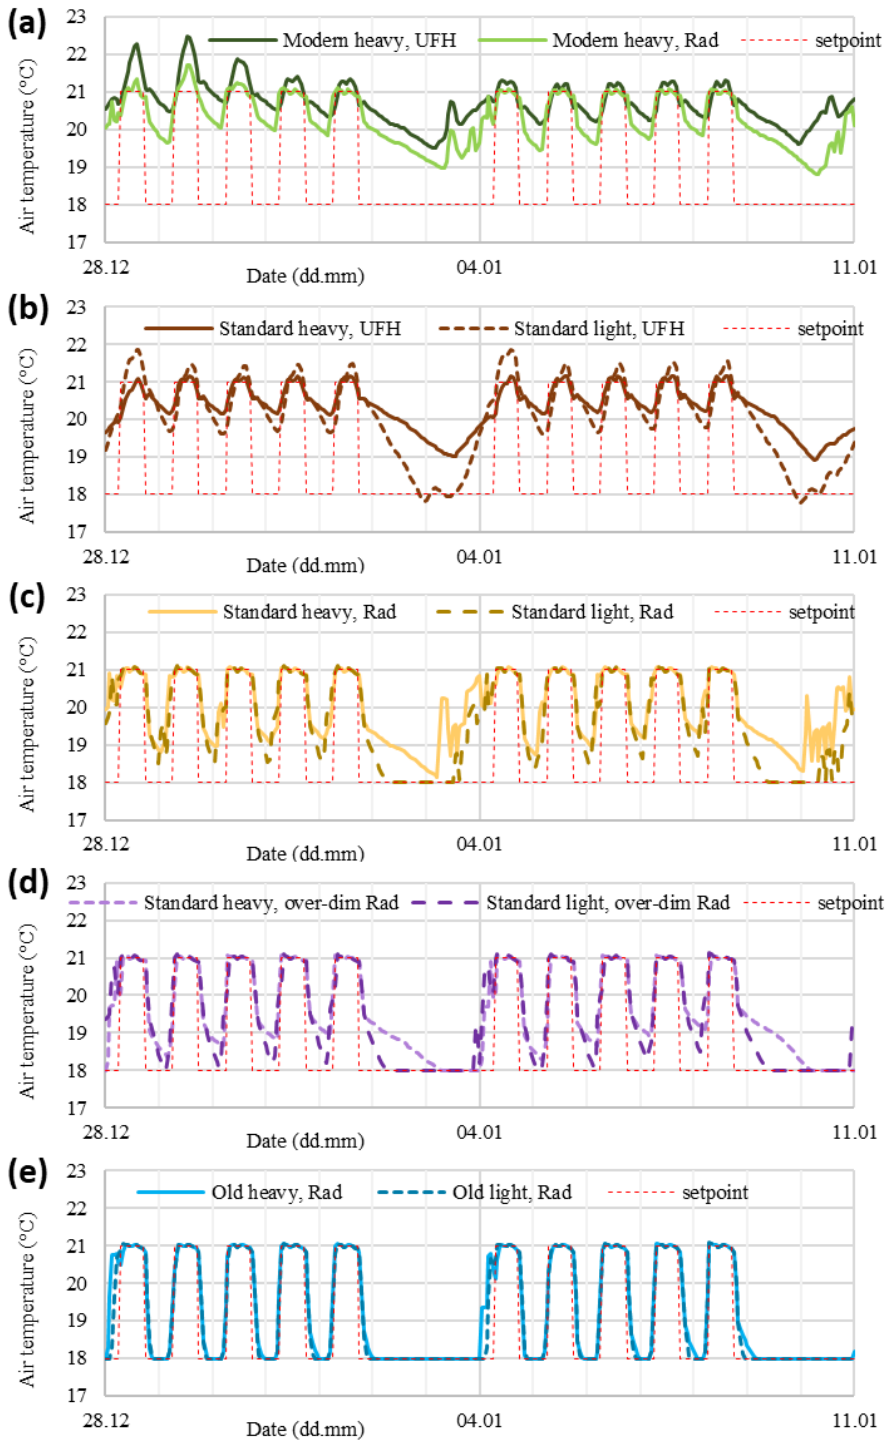 (a)
Modern heavy, UFH Modern heavy, Rad setpoint
Air temperature (°C)
23
22
21
20
19
18
17
28.12 04.01 11.01
Date (dd.mm)
(b)
Standard heavy, UFH Standard light, UFH setpoint
Air temperature (°C)
23
22
21
20
19
18
17
28.12 04.01 11.01
Date (dd.mm)
(c)
Standard heavy, Rad Standard light, Rad setpoint
Air temperature (°C)
23
22
21
20
19
18
17
28.12 04.01 11.01
Date (dd.mm)
(d)
Standard heavy, over-dim Rad Standard light, over-dim Rad setpoint
Air temperature (°C)
23
22
21
20
19
18
17
28.12 04.01 11.01
Date (dd.mm)
(e)
Old heavy, Rad Old light, Rad setpoint
Air temperature (°C)
23
22
21
20
19
18
17
28.12 04.01 11.01
Date (dd.mm)